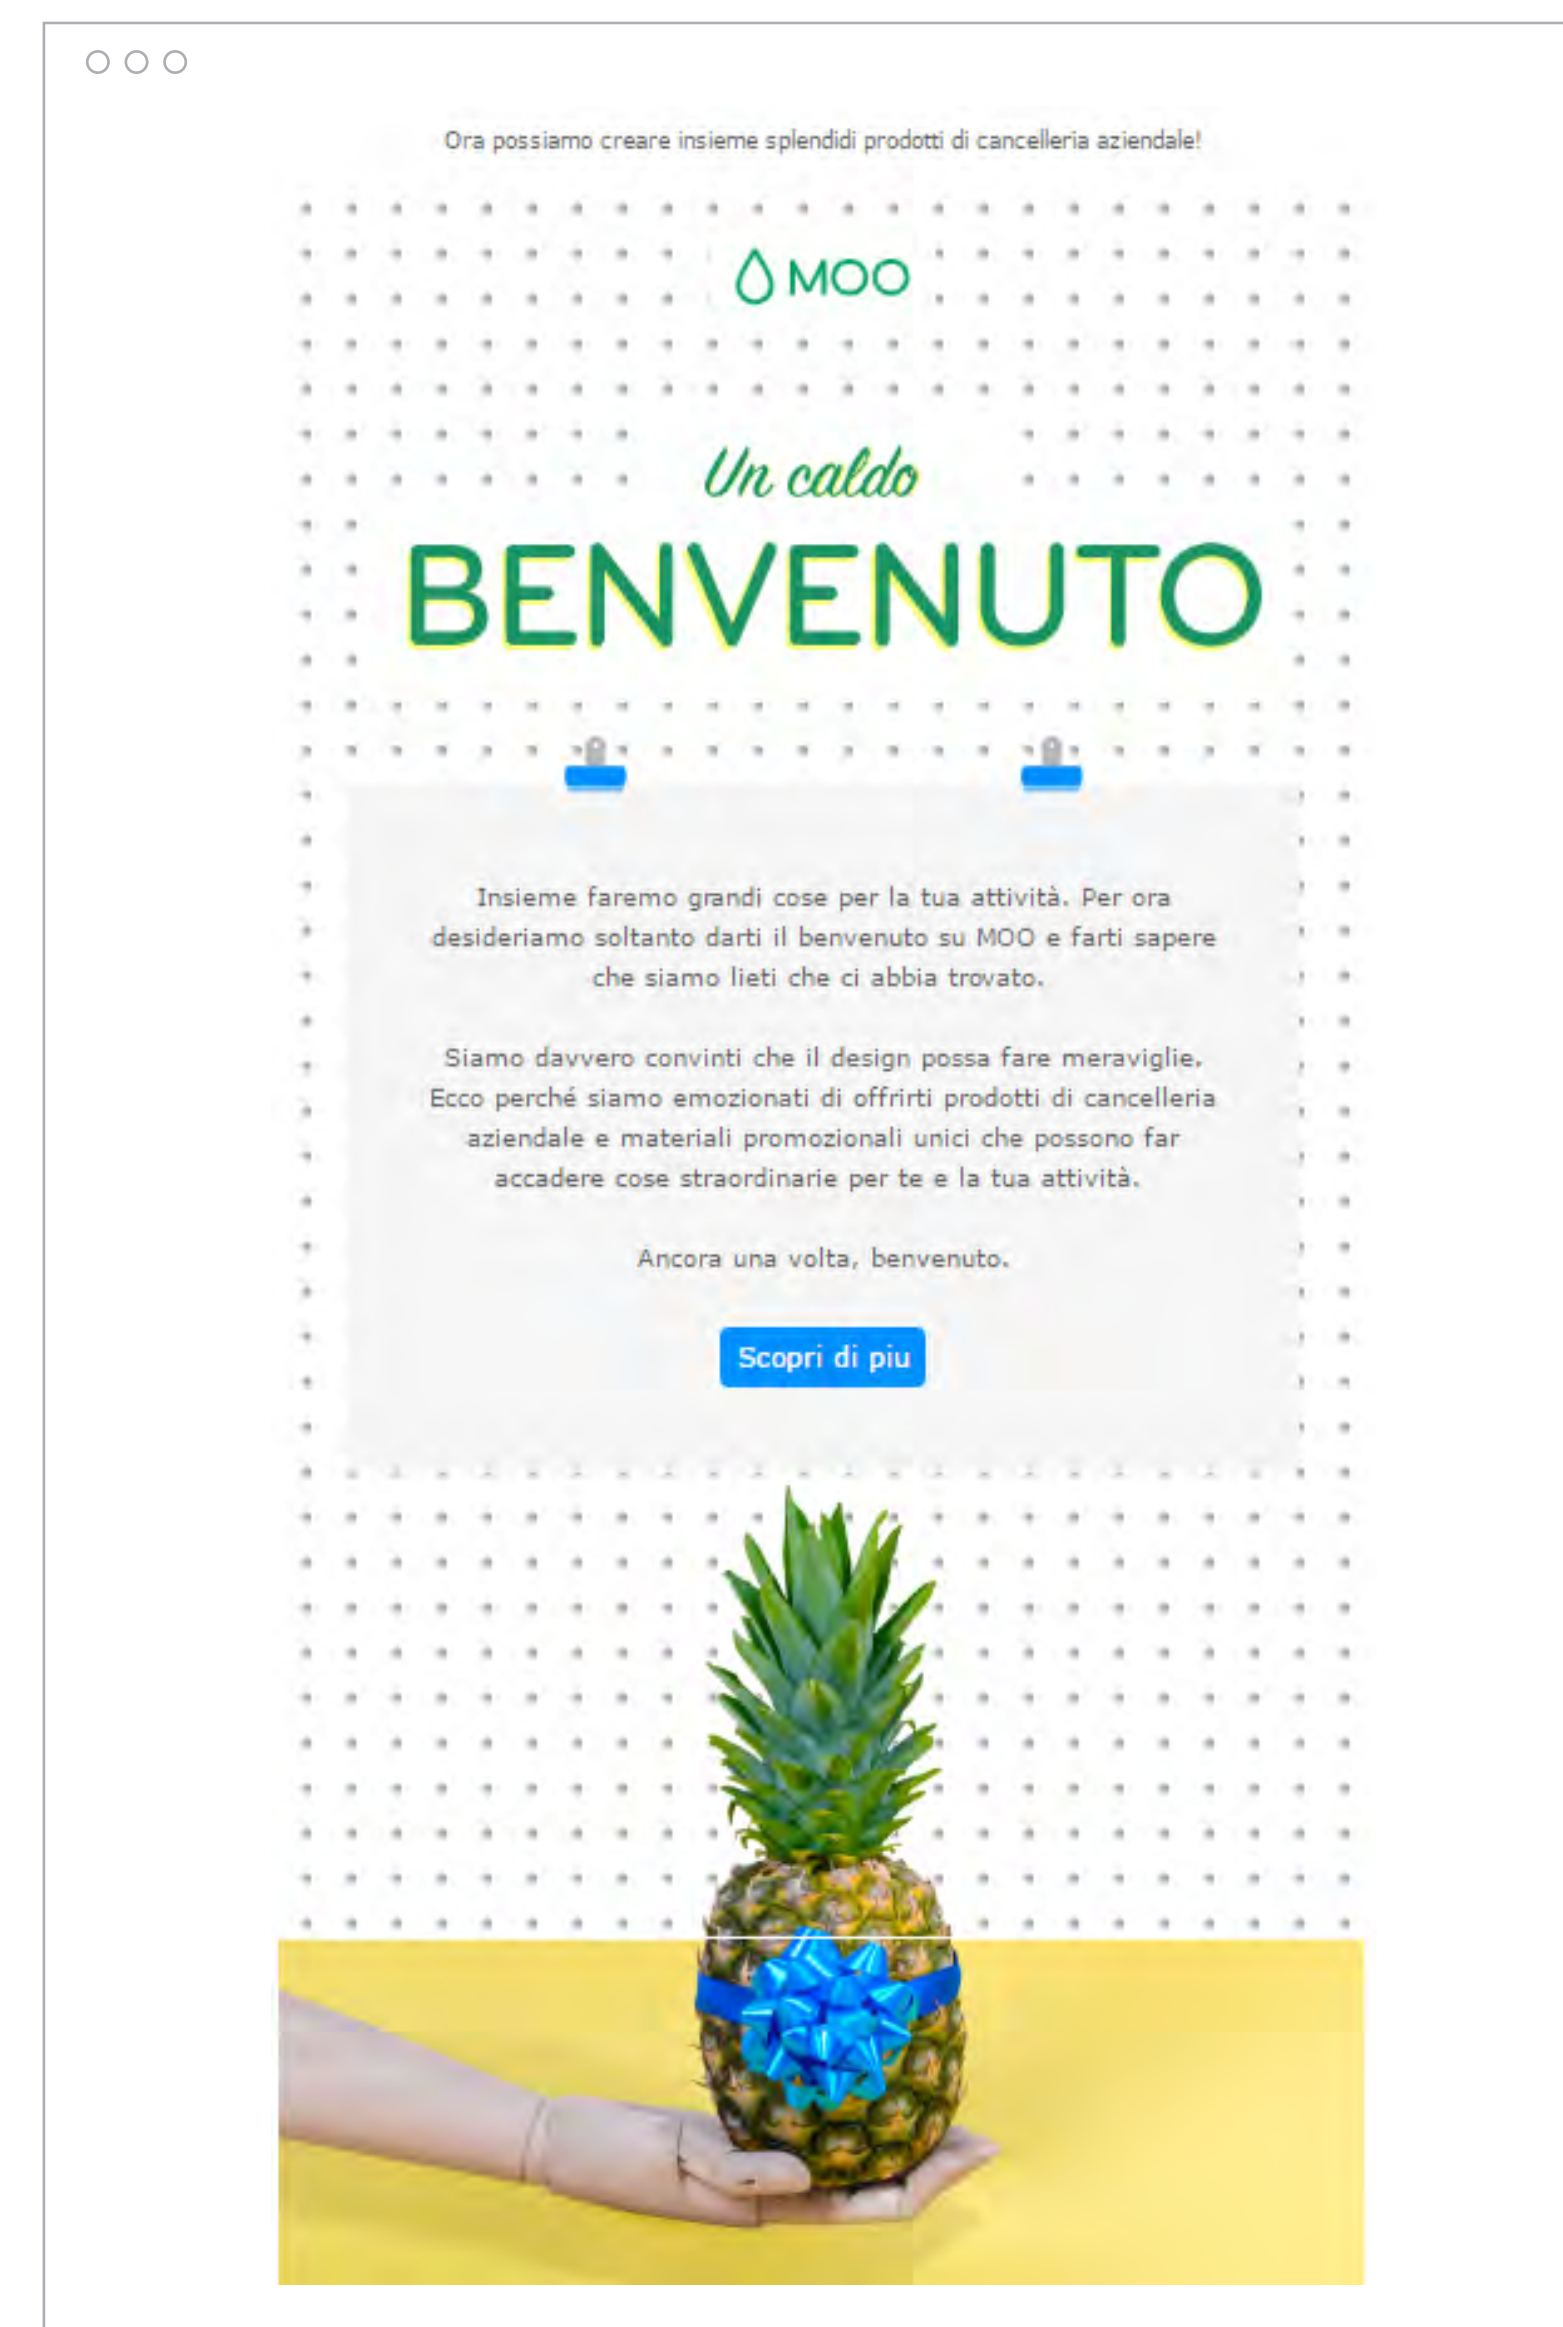 Ora possiamo creare insieme splendidi prodotti di cancelleria aziendale!
MOO
Un caldo
BENVENUTO
Insieme faremo grandi cose per la tua attività. Per ora
desideriamo soltanto darti il benvenuto su MOO e farti sapere
che siamo lieti che ci abbia trovato.
Siamo davvero convinti che il design possa fare meraviglie.
Ecco perché siamo emozionati di offrirti prodotti di cancelleria
aziendale e materiali promozionali unici che possono far
accadere cose straordinarie per te e la tua attività.
Ancora una volta, benvenuto.
Scopri di piu